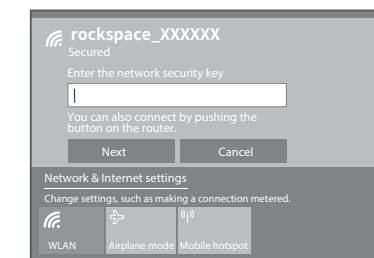 rockspace_XXXXXX
Secured
Enter the network security key
You can also connect by pushing the
button on the router.
Next Cancel
Network & Internet settings
Change settings, such as making a connection metered.
WLAN Airplane mode Mobile hotspot